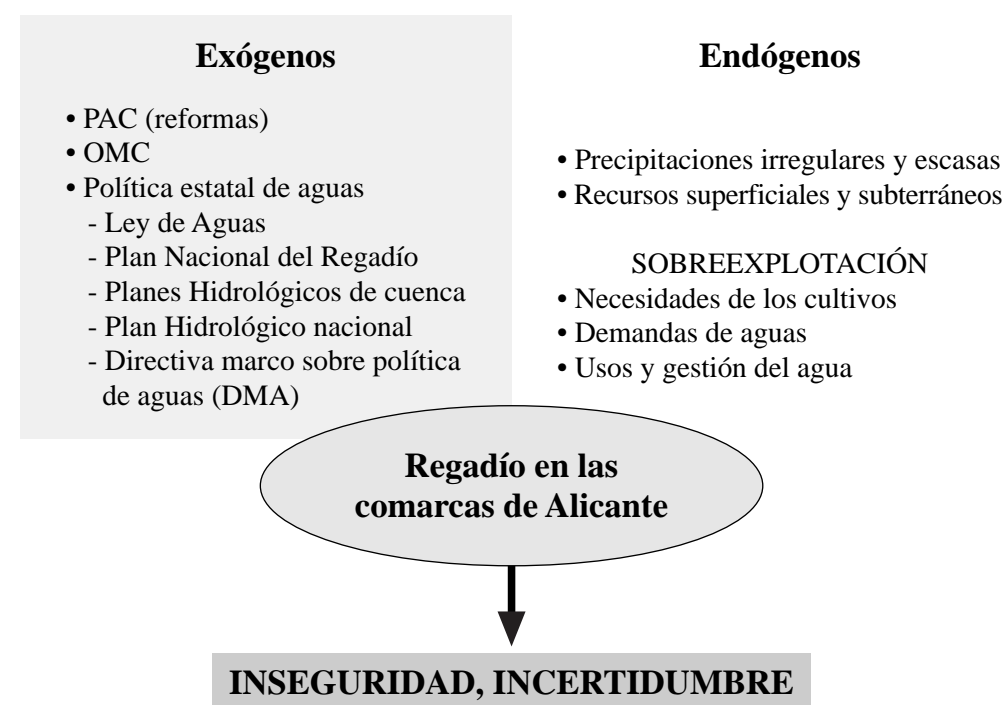 Exógenos
• PAC (reformas)
• OMC
• Política estatal de aguas
- Ley de Aguas
- Plan Nacional del Regadío
- Planes Hidrológicos de cuenca
- Plan Hidrológico nacional
- Directiva marco sobre política
de aguas (DMA)
Endógenos
• Precipitaciones irregulares y escasas
• Recursos superficiales y subterráneos
SOBREEXPLOTACIÓN
• Necesidades de los cultivos
• Demandas de aguas
• Usos y gestión del agua
Regadío en las
comarcas de Alicante
INSEGURIDAD, INCERTIDUMBRE